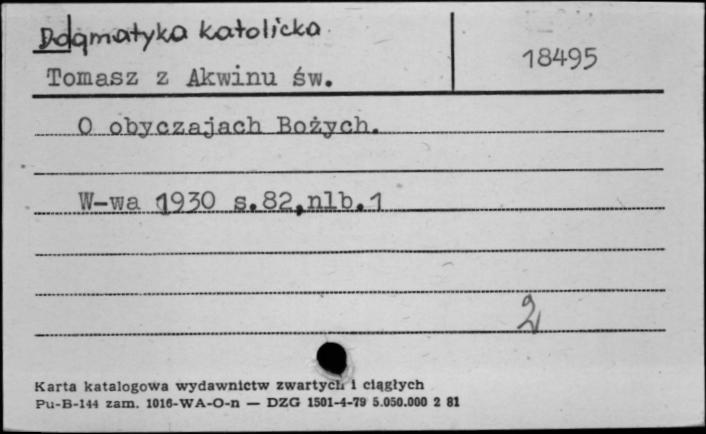 Dogmatyka katolicka
18495
Tomasz z Akwinu św.
O obyczajach Bożych.
W-wa 1930 s.82,nlb.1
2
Karta katalogowa wydawnictw zwartych i ciągłych
Pu-B-144 zam. 1016-WA-O-n — DZG 1501-4-79 5.050.000 2 81